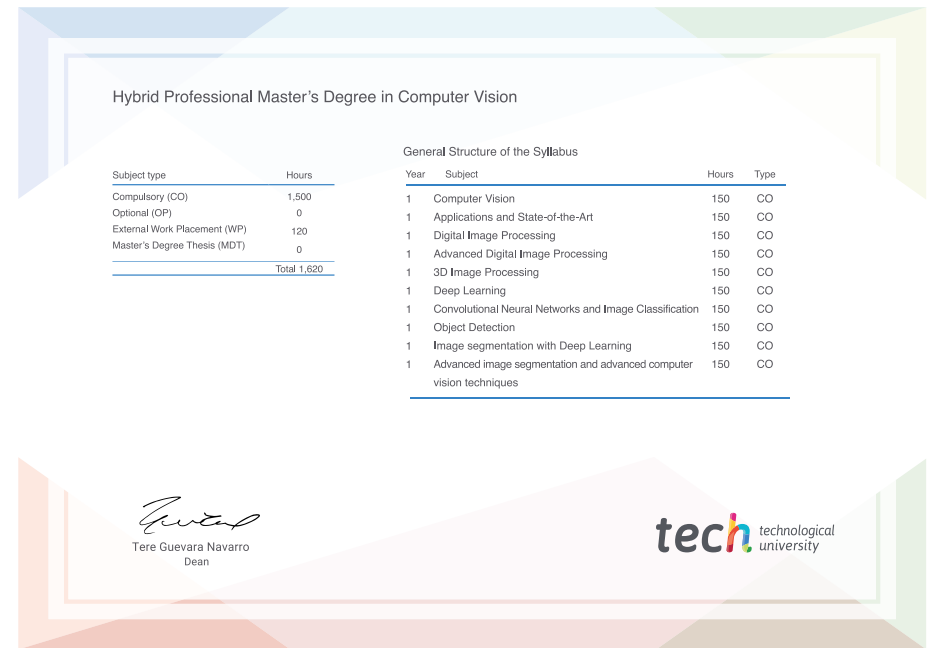 Hybrid Professional Master's Degree in Computer Vision
Subject type Hours
Compulsory (CO) 1,500
Optional (OP) 0
External Work Placement (WP) 120
Master's Degree Thesis (MDT) 0
Total 1,620
General Structure of the Syllabus
Year Subject Hours Type
1 Computer Vision 150 CO
1 Applications and State-of-the-Art 150 CO
1 Digital Image Processing 150 CO
1 Advanced Digital Image Processing 150 CO
1 3D Image Processing 150 CO
1 Deep Learning 150 CO
1 Convolutional Neural Networks and Image Classification 150 CO
1 Object Detection 150 CO
1 Image segmentation with Deep Learning 150 CO
1 Advanced image segmentation and advanced computer 150 CO
vision techniques
Tere Guevara Navarro
Dean
tech technological
university